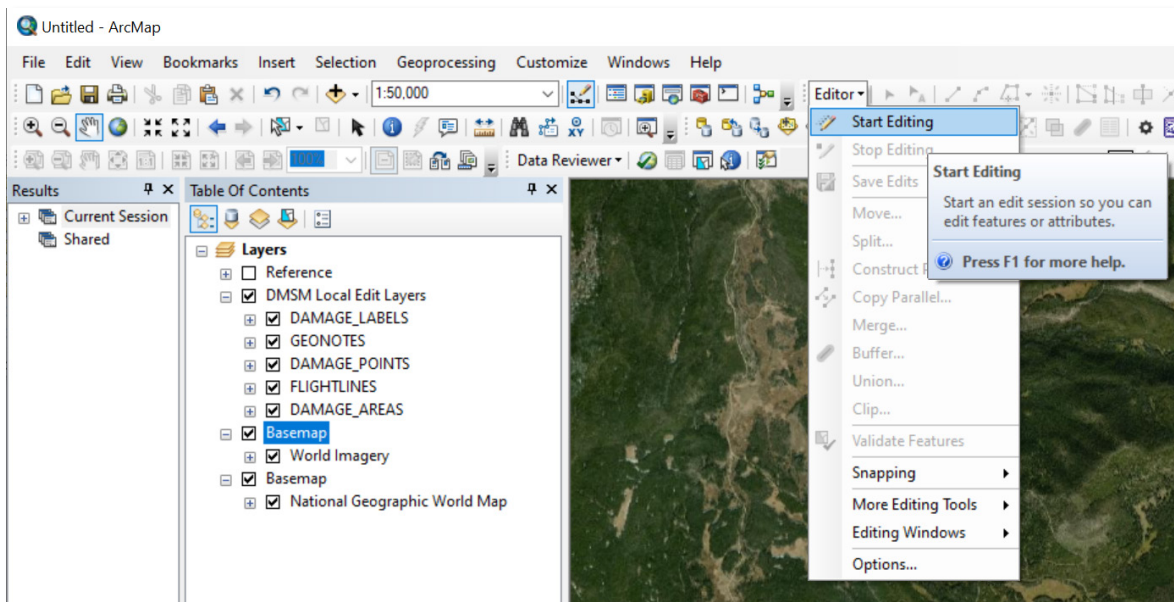 Untitled - ArcMap
File Edit View Bookmarks Insert Selection Geoprocessing Customize Windows Help
1:50,000
Editor
100%
Data Reviewer
Start Editing
Stop Editing
Save Edits
Move...
Split...
Construct
Copy Parallel...
Merge...
Buffer...
Union...
Clip...
Validate Features
Snapping
More Editing Tools
Editing Windows
Options...
Start Editing
Start an edit session so you can
edit features or attributes.
Press F1 for more help.
Results
Current Session
Shared
Table Of Contents
Layers
Reference
DMSM Local Edit Layers
DAMAGE_LABELS
GEONOTES
DAMAGE_POINTS
FLIGHTLINES
DAMAGE_AREAS
Basemap
World Imagery
Basemap
National Geographic World Map